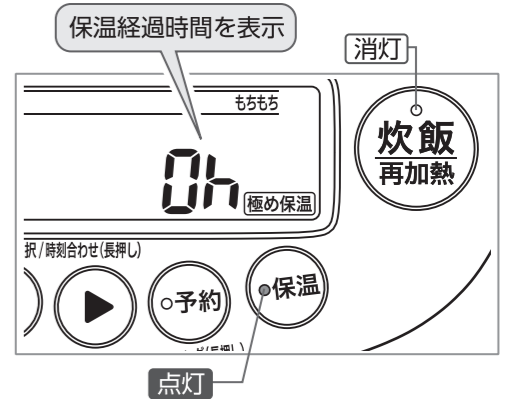 保温経過時間を表示
消灯
もちもち
炊飯
再加熱
0h
極め保温
択/時刻合わせ(長押し)
予約
保温
点灯